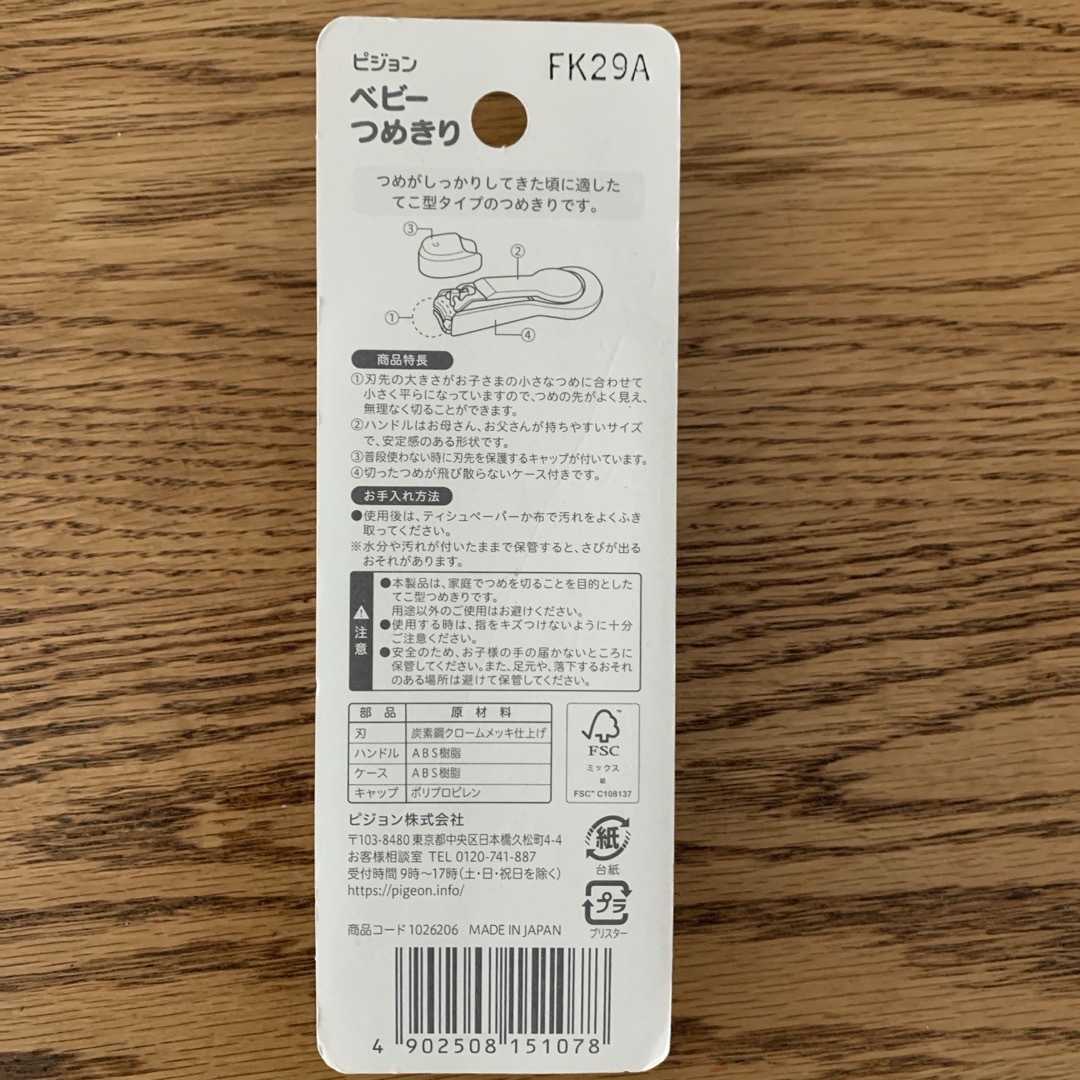 ピジョン
FK29A
ベビー
つめきり
つめがしっかりしてきた頃に適した
てこ型タイプのつめきりです。
③
②
①
④
商品特長
①刃先の大きさがお子さまの小さなつめに合わせて
小さく平らになっていますので、つめの先がよく見え、
無理なく切ることができます。
②ハンドルはお母さん、お父さんが持ちやすいサイズ
で、安定感のある形状です。
③普段使わない時に刃先を保護するキャップが付いています。
④切ったつめが飛び散らないケース付きです。
お手入れ方法
●使用後は、ティシュペーパーか布で汚れをよくふき
取ってください。
※水分や汚れが付いたままで保管すると、さびが出る
おそれがあります。
注意
●本製品は、家庭でつめを切ることを目的とした
てこ型つめきりです。
用途以外のご使用はお避けください。
●使用する時は、指をキズつけないように十分
ご注意ください。
●安全のため、お子様の手の届かないところに
保管してください。また、足元や、落下するおそれ
のある場所は避けて保管してください。
部品 原材料
刃 炭素鋼クロームメッキ仕上げ
ハンドル ABS樹脂
ケース ABS樹脂
キャップ ポリプロピレン
FSC
ミックス
紙
FSC™ C108137
ピジョン株式会社
〒103-8480 東京都中央区日本橋久松町4-4
お客様相談室 TEL 0120-741-887
受付時間 9時〜17時(土・日・祝日を除く)
https://pigeon.info/
紙
台紙
プラ
ブリスター
商品コード 1026206 MADE IN JAPAN
4 902508 151078